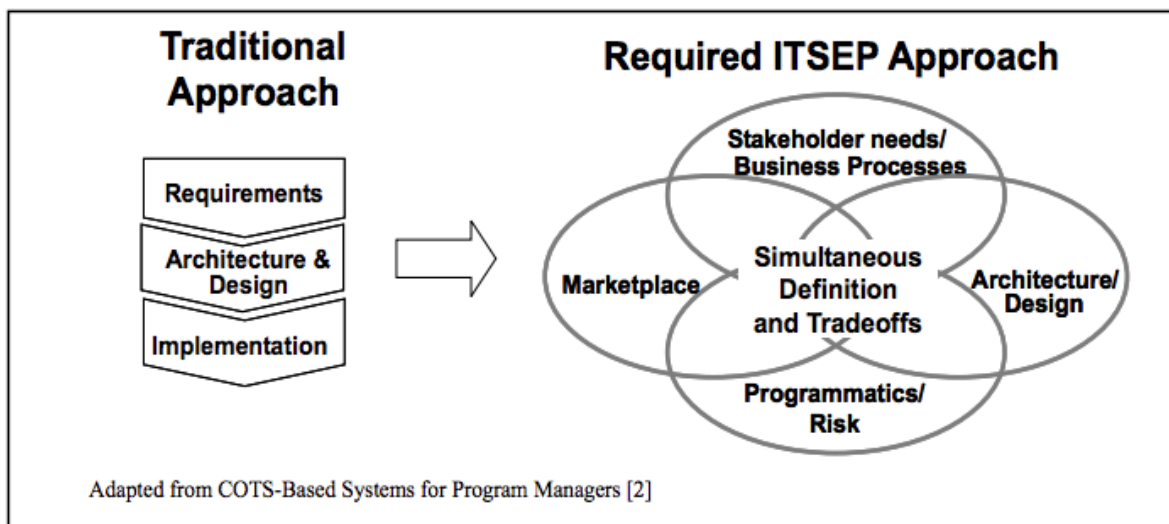 Traditional
Approach
Required ITSEP Approach
Requirements
Architecture &
Design
Implementation
Stakeholder needs/
Business Processes
Marketplace
Simultaneous
Definition
and Tradeoffs
Architecture/
Design
Programmatics/
Risk
Adapted from COTS-Based Systems for Program Managers [2]